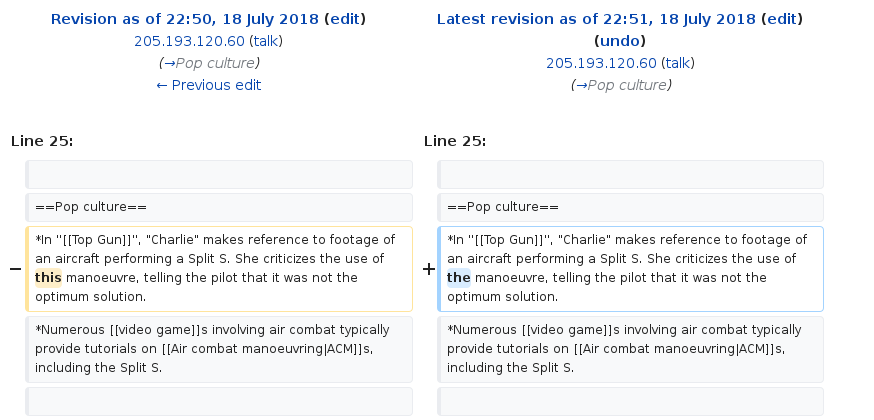 Revision as of 22:50, 18 July 2018 (edit)
205.193.120.60 (talk)
(→Pop culture)
← Previous edit
Latest revision as of 22:51, 18 July 2018 (edit)
(undo)
205.193.120.60 (talk)
(→Pop culture)
Line 25:
Line 25:
==Pop culture==
==Pop culture==
−
*In ''[[Top Gun]]'', "Charlie" makes reference to footage of
an aircraft performing a Split S. She criticizes the use of
this manoeuvre, telling the pilot that it was not the
optimum solution.
+
*In ''[[Top Gun]]'', "Charlie" makes reference to footage of
an aircraft performing a Split S. She criticizes the use of
the manoeuvre, telling the pilot that it was not the
optimum solution.
*Numerous [[video game]]s involving air combat typically
provide tutorials on [[Air combat manoeuvring|ACM]]s,
including the Split S.
*Numerous [[video game]]s involving air combat typically
provide tutorials on [[Air combat manoeuvring|ACM]]s,
including the Split S.